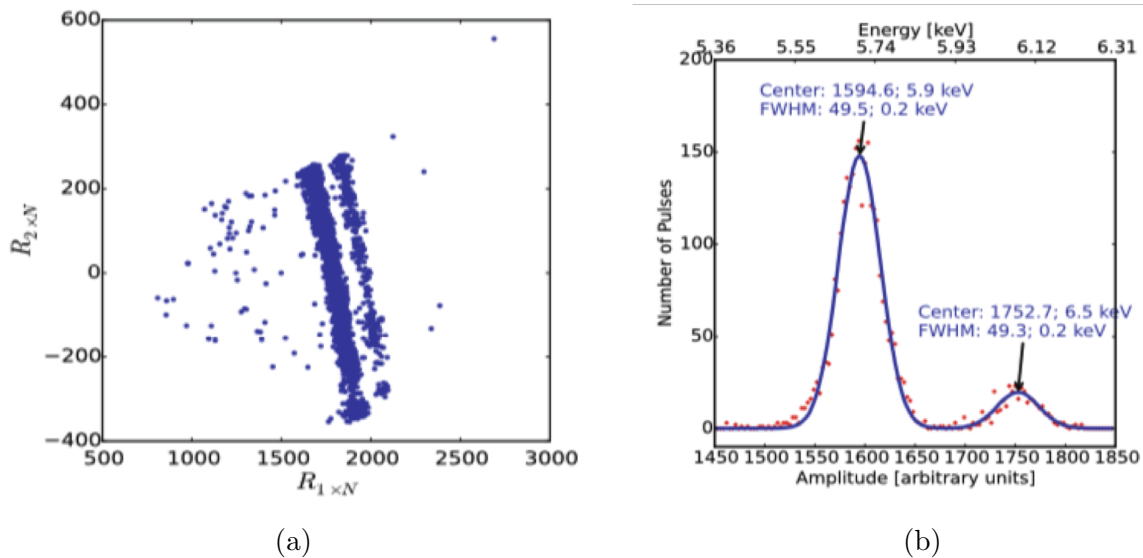 600
400
200
0
−200
−400
R2×N
500 1000 1500 2000 2500 3000
R1×N
(a)
Energy [keV]
5.36 5.55 5.74 5.93 6.12 6.31
200
150
100
50
0
Number of Pulses
Center: 1594.6; 5.9 keV
FWHM: 49.5; 0.2 keV
Center: 1752.7; 6.5 keV
FWHM: 49.3; 0.2 keV
1450 1500 1550 1600 1650 1700 1750 1800 1850
Amplitude [arbitrary units]
(b)